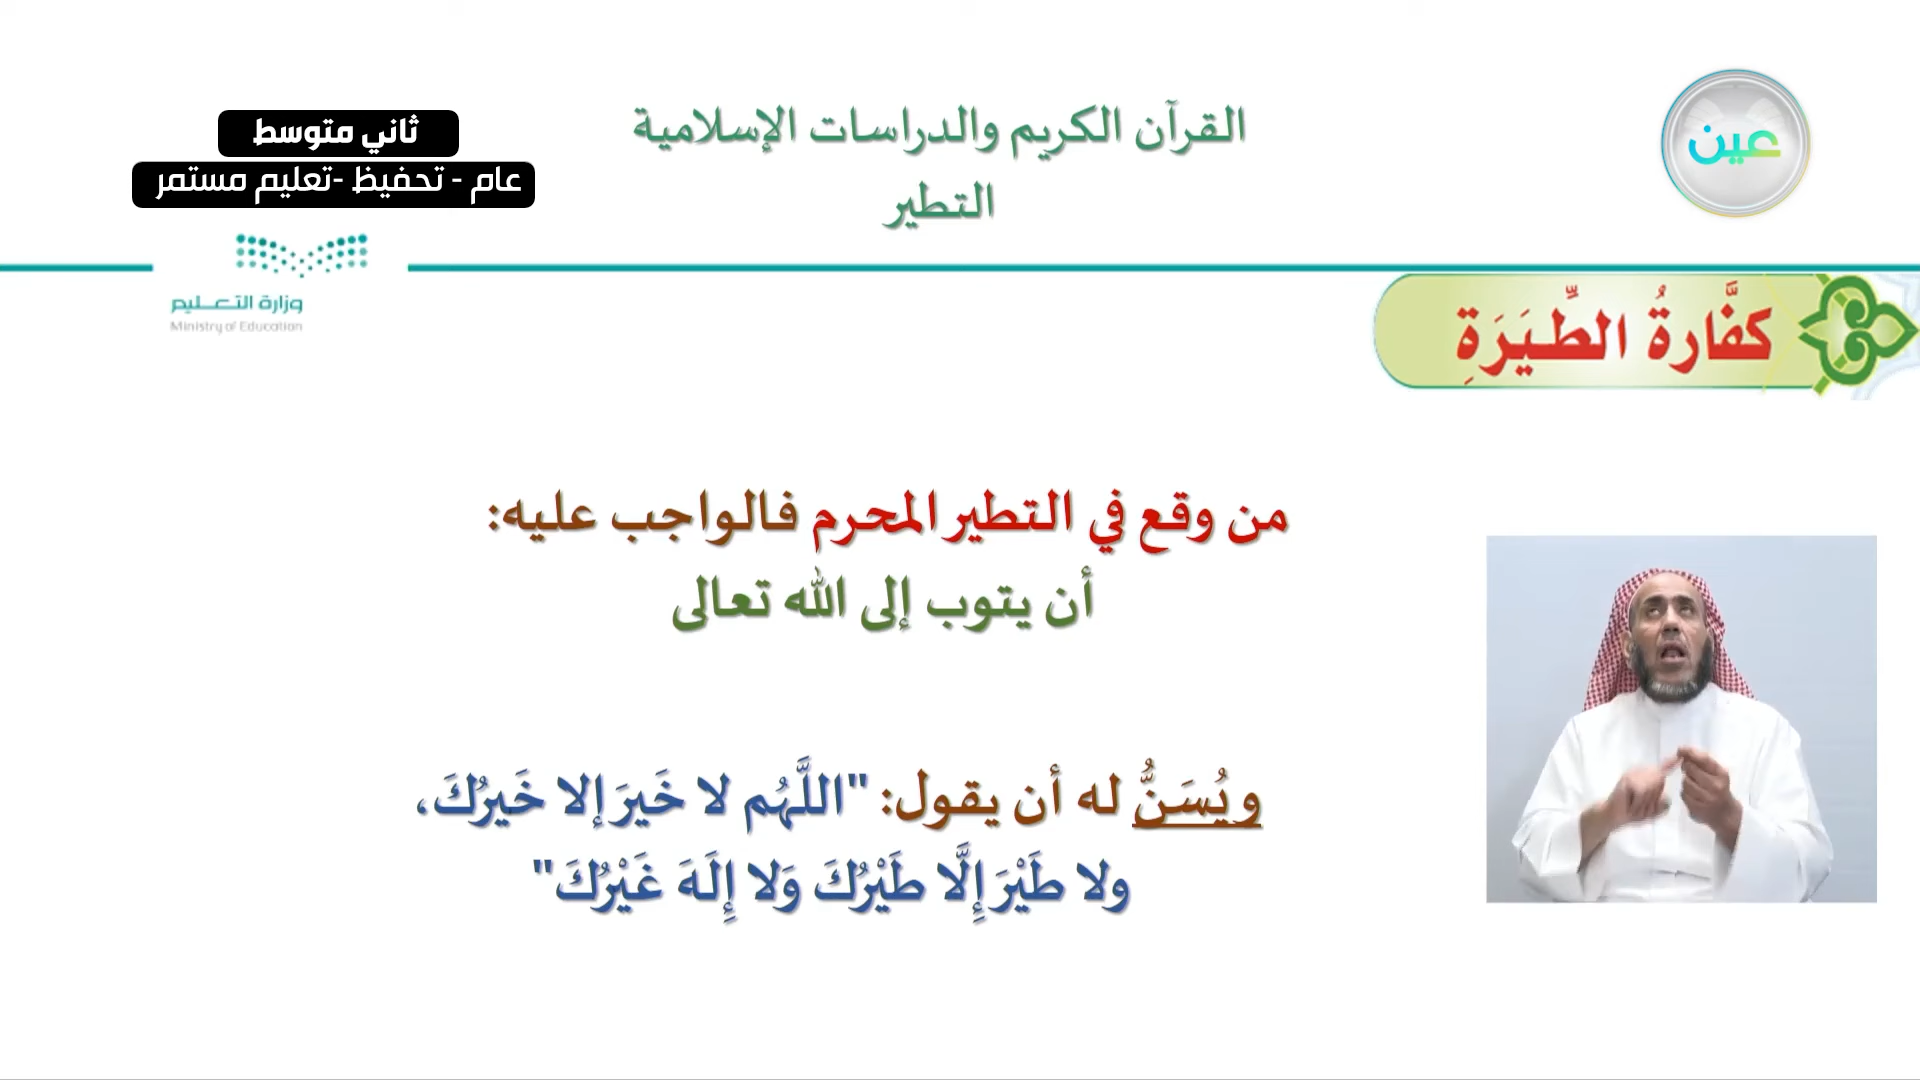 القرآن الكريم والدراسات الإسلامية
التطير
ثاني متوسط
عام - تحفيظ -تعليم مستمر
عين
وزارة التعليم
Ministry of Education
كفَّارةُ الطِّيَرَةِ
من وقع في التطير المحرم فالواجب عليه:
أن يتوب إلى الله تعالى
ويُسَنُّ له أن يقول: "اللَّهُم لا خَيرَ إلا خَيرُكَ،
ولا طَيْرَ إِلَّا طَيْرُكَ وَلا إِلَهَ غَيْرُكَ"